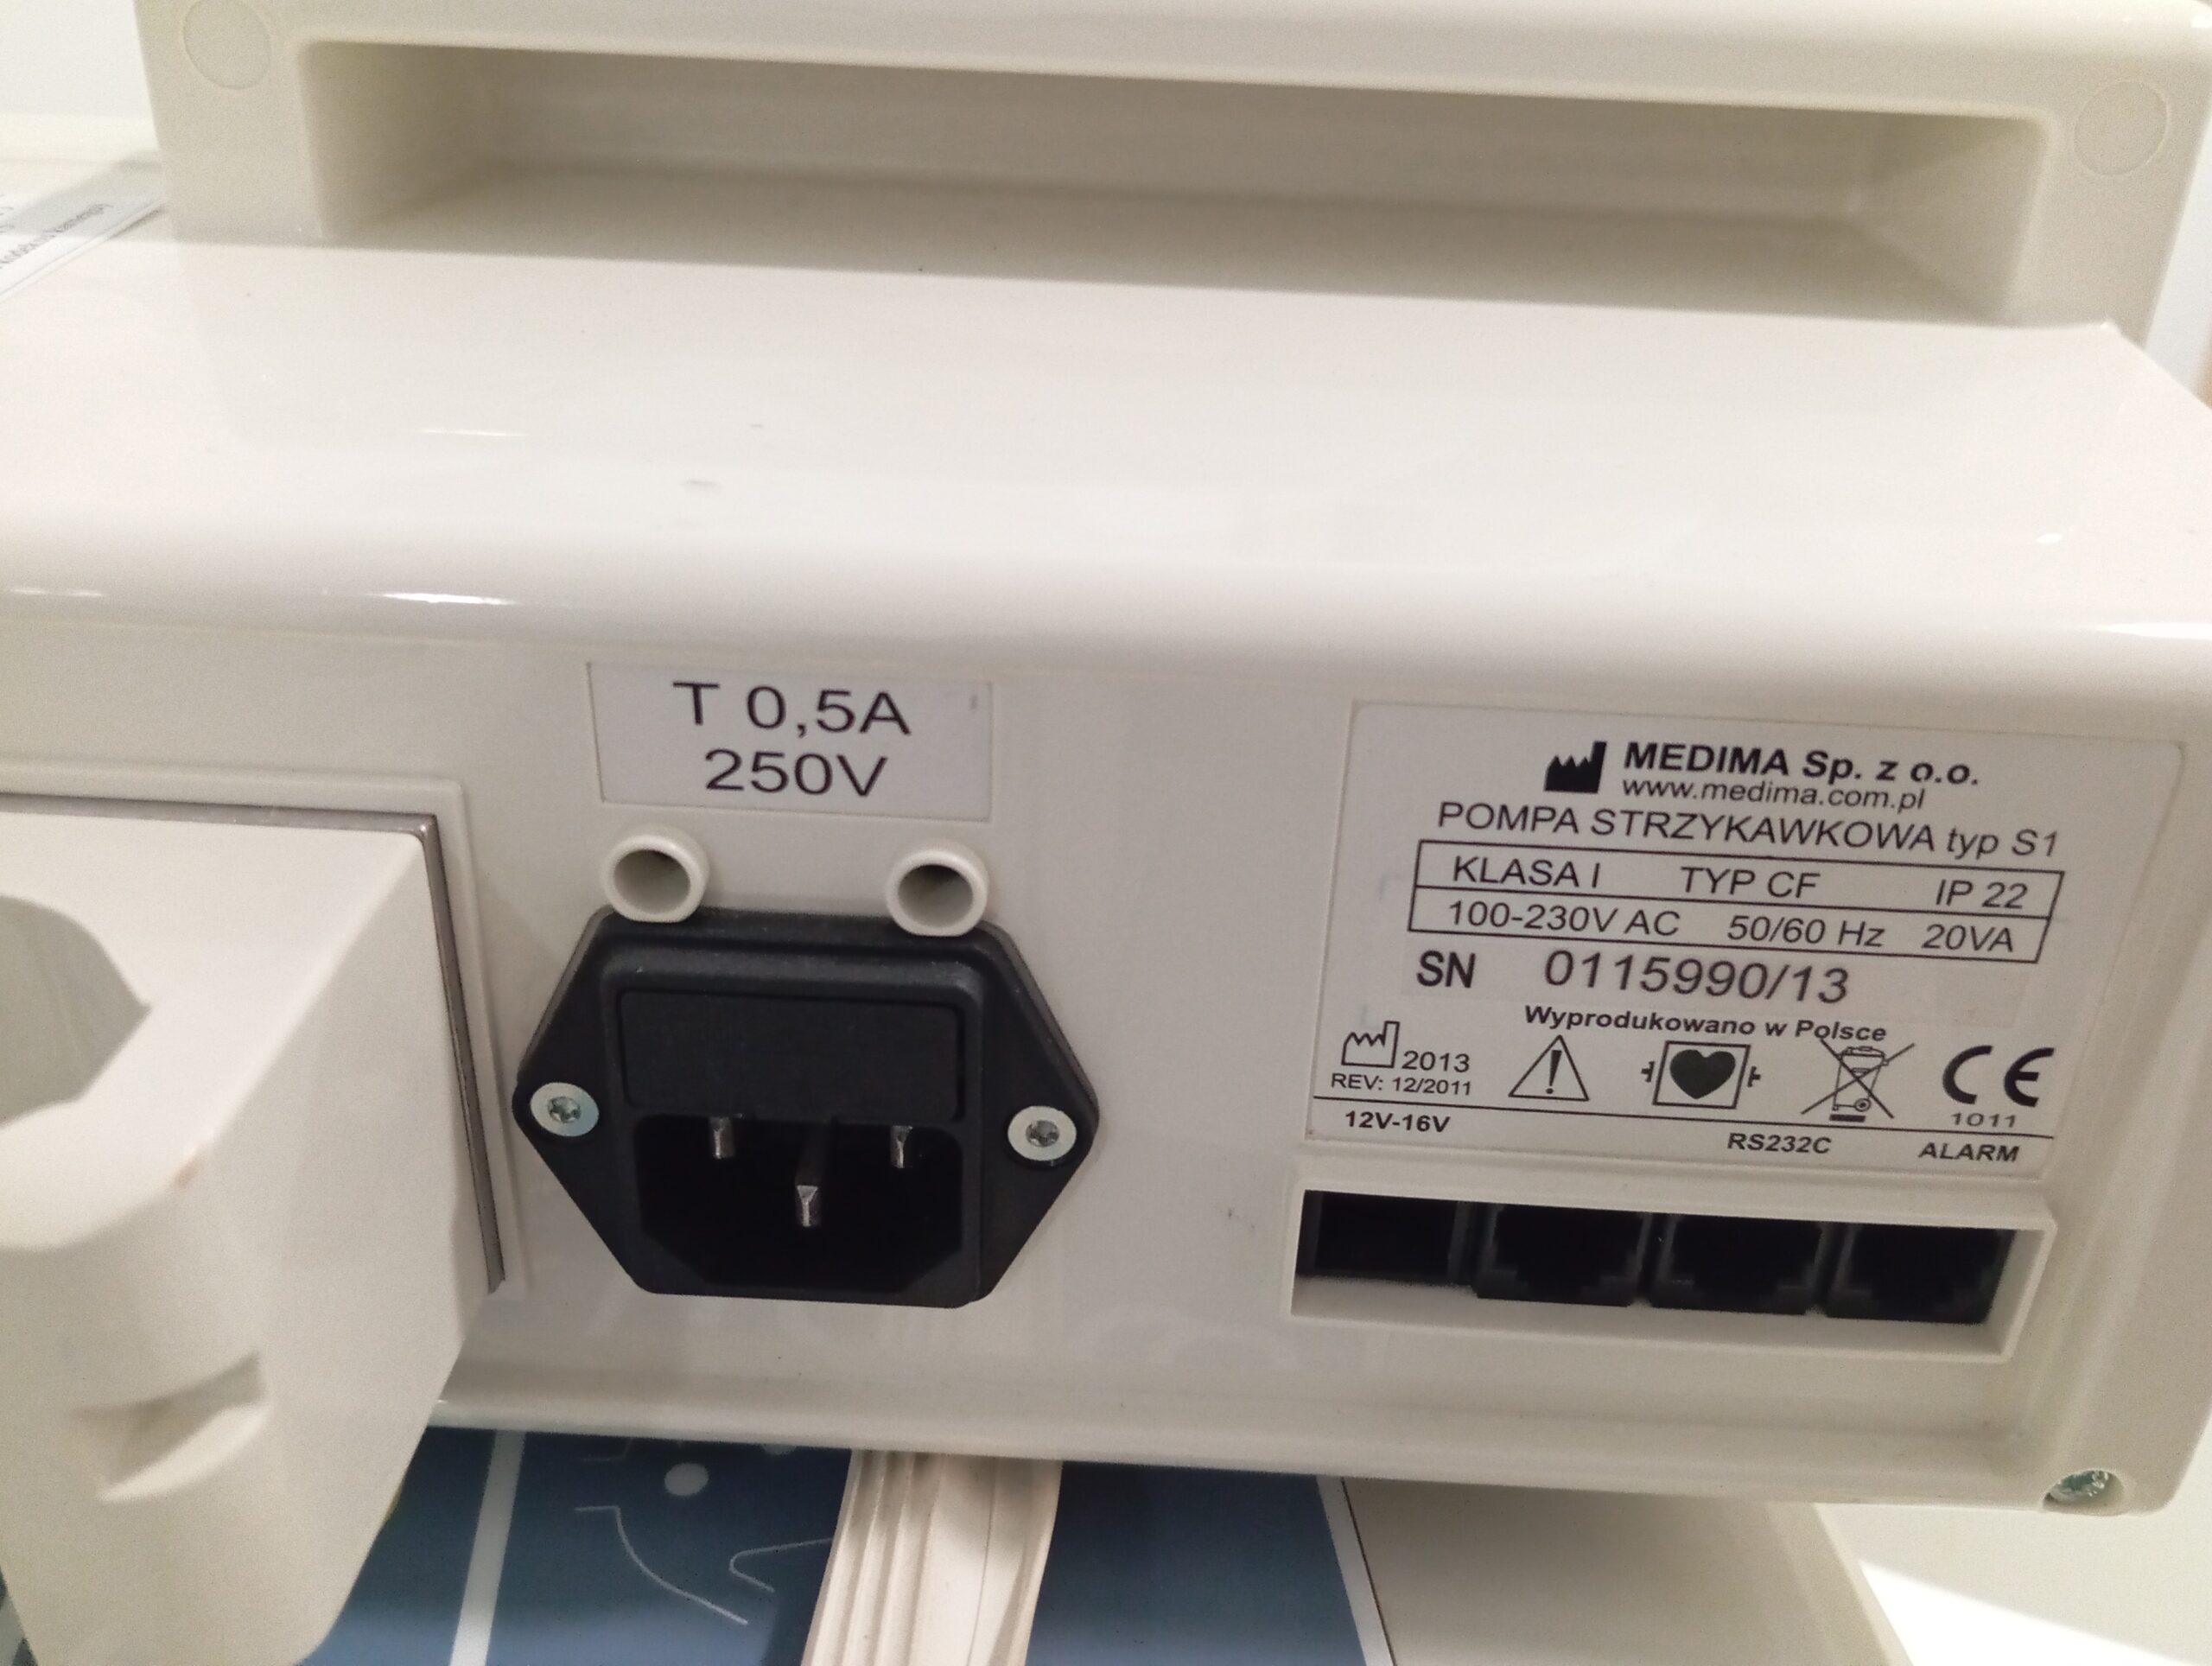 T 0,5A
250V
MEDIMA Sp. z o.o.
www.medima.com.pl
POMPA STRZYKAWKOWA typ S1
KLASA I TYP CF IP 22
100-230V AC 50/60 Hz 20VA
SN 0115990/13
Wyprodukowano w Polsce
2013
REV: 12/2011
CE
1011
12V-16V RS232C ALARM